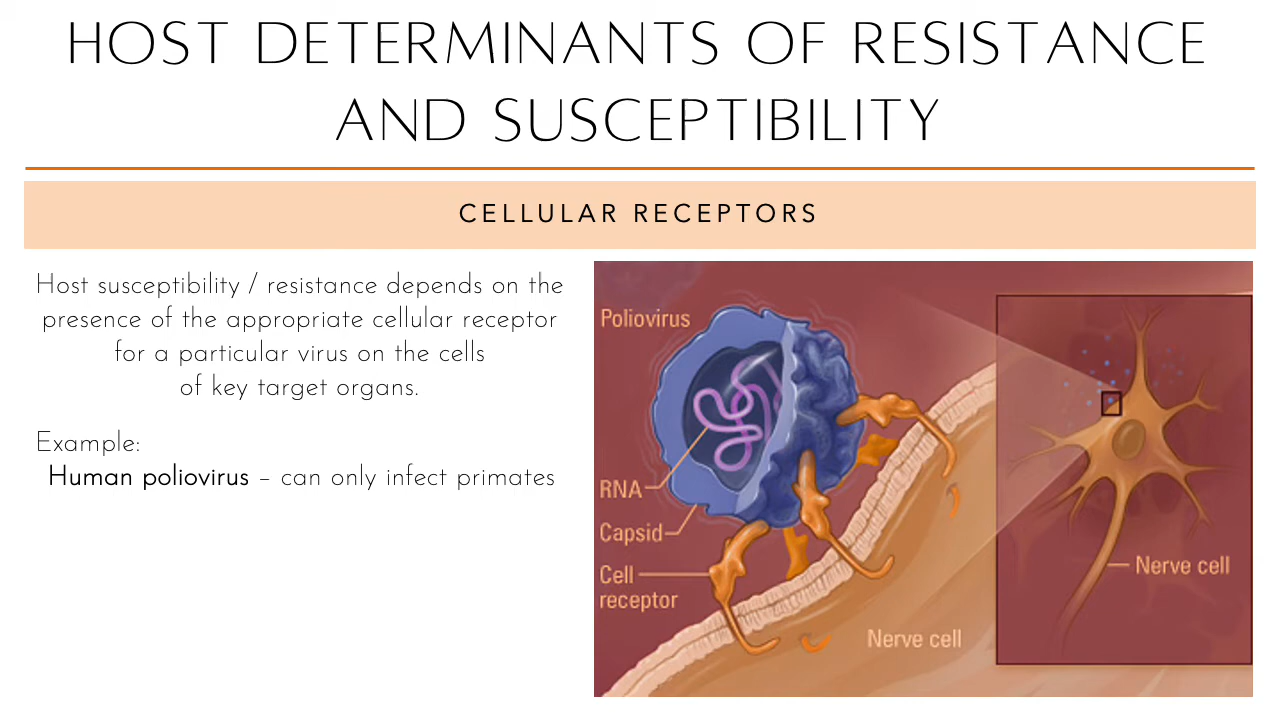 HOST DETERMINANTS OF RESISTANCE
AND SUSCEPTIBILITY
CELLULAR RECEPTORS
Host susceptibility / resistance depends on the
presence of the appropriate cellular receptor
for a particular virus on the cells
of key target organs.
Example:
Human poliovirus – can only infect primates
Poliovirus
RNA
Capsid
Cell
receptor
Nerve cell
Nerve cell